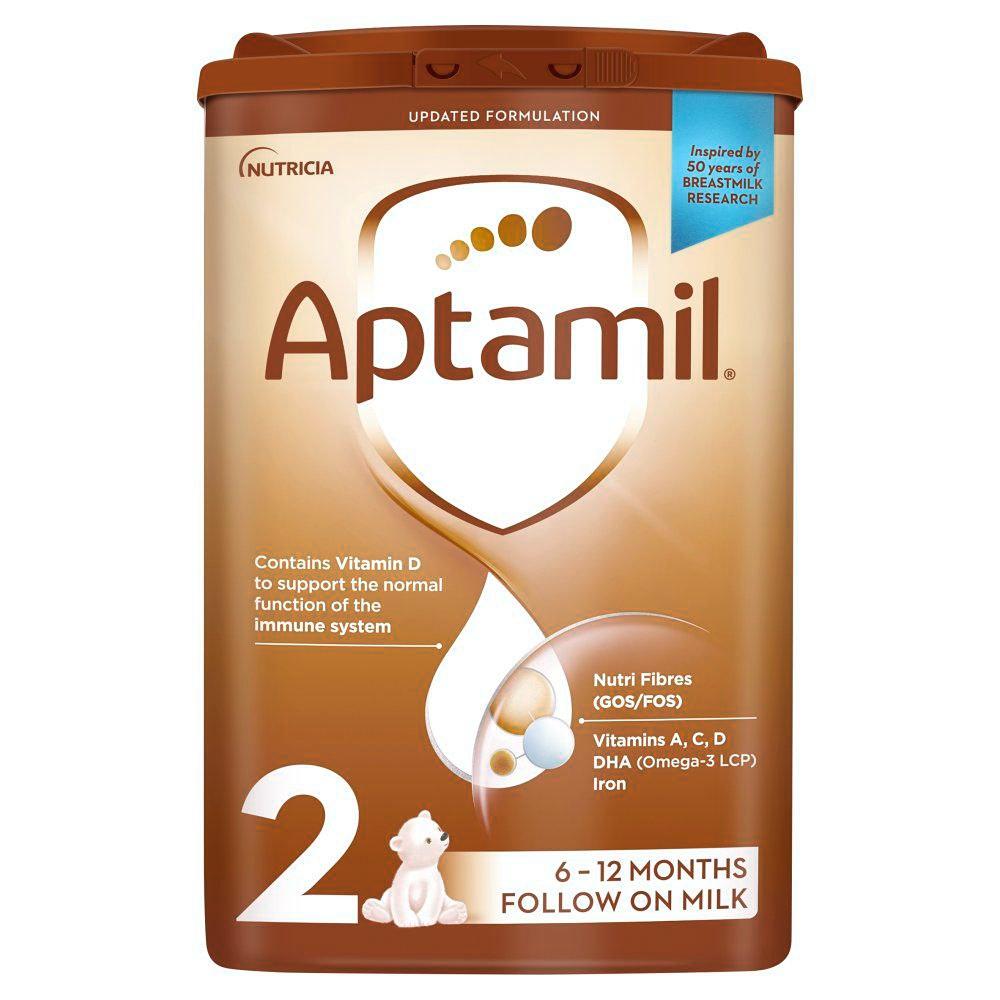 UPDATED FORMULATION
NUTRICIA
Inspired by
50 years of
BREASTMILK
RESEARCH
Aptamil®
Contains Vitamin D
to support the normal
function of the
immune system
Nutri Fibres
(GOS/FOS)
Vitamins A, C, D
DHA (Omega-3 LCP)
Iron
2
6 – 12 MONTHS
FOLLOW ON MILK